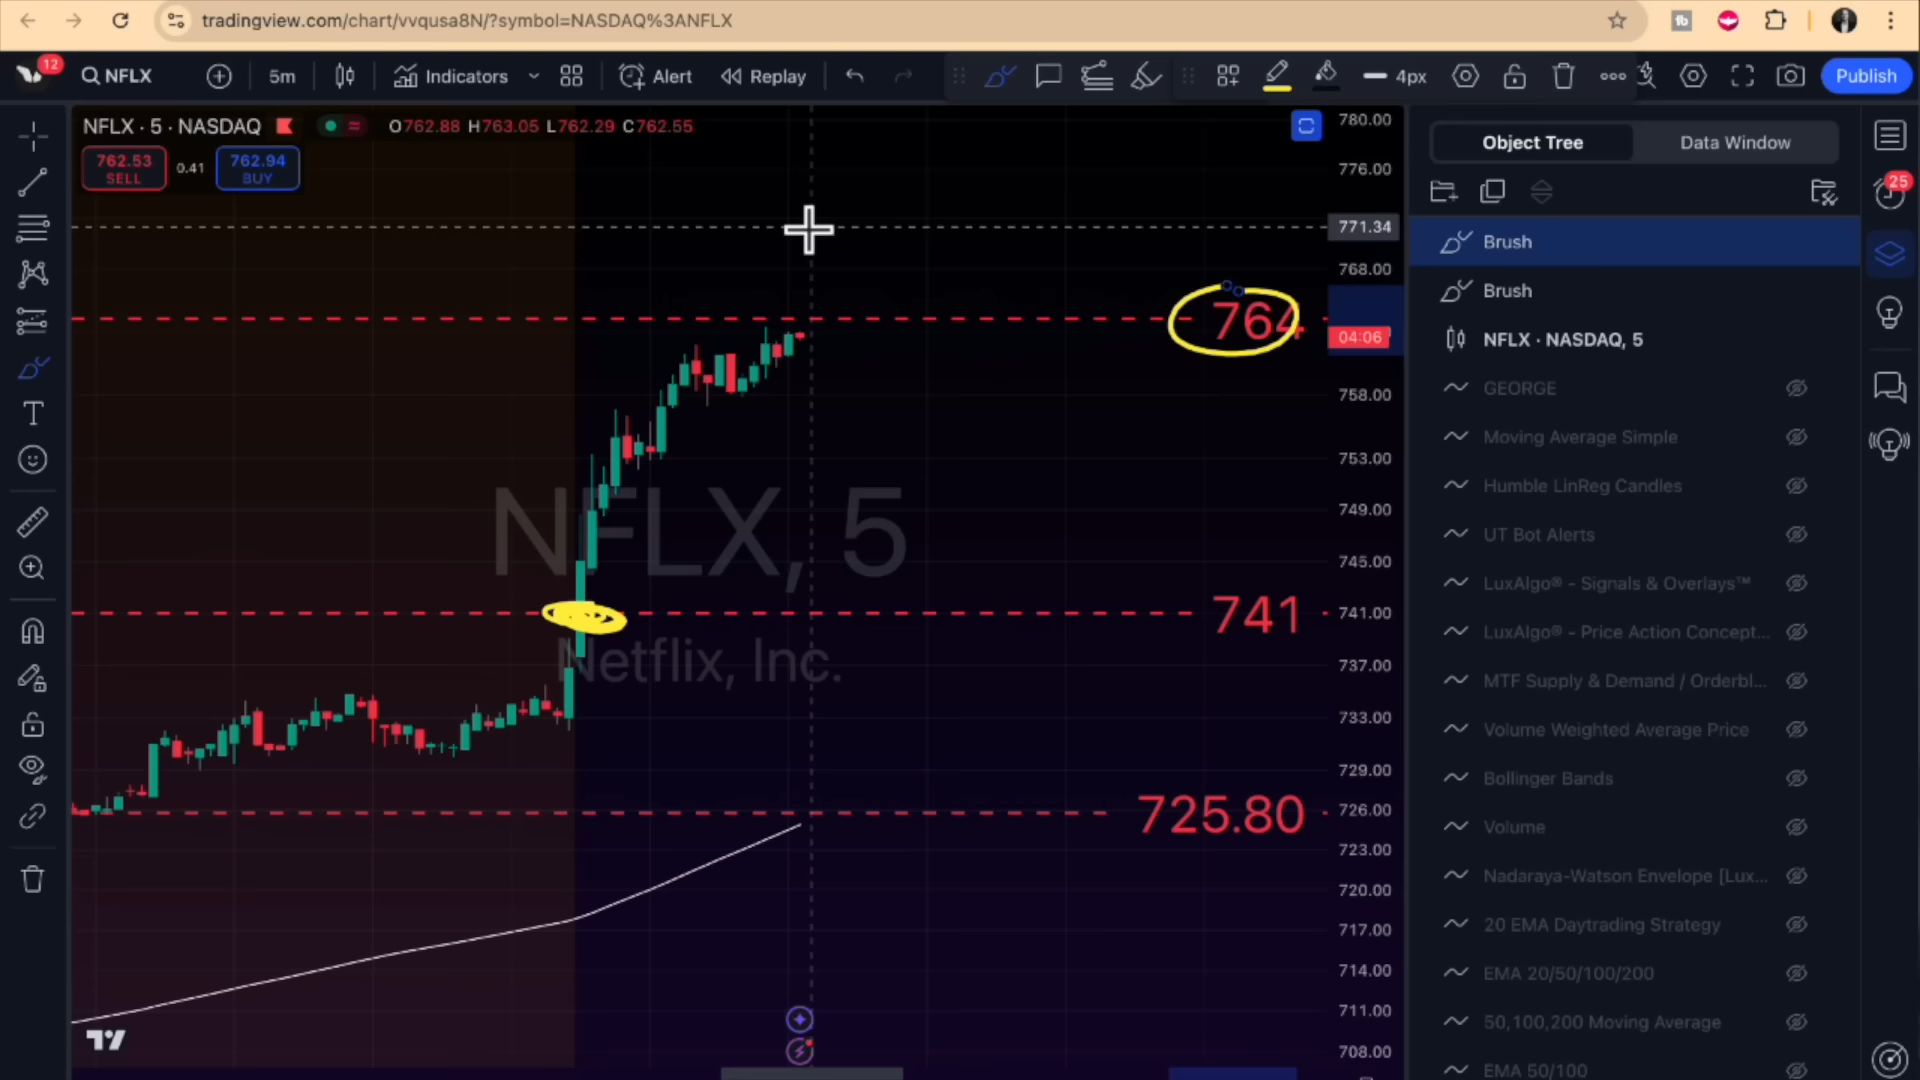 tradingview.com/chart/vvqusa8N/?symbol=NASDAQ%3ANFLX
12
NFLX
5m
Indicators
Alert
Replay
4px
Publish
NFLX · 5 · NASDAQ
O762.88 H763.05 L762.29 C762.55
762.53
SELL
0.41
762.94
BUY
780.00
776.00
771.34
768.00
764
04:06
758.00
753.00
749.00
745.00
741
741.00
737.00
733.00
729.00
725.80
726.00
723.00
720.00
717.00
714.00
711.00
708.00
NFLX, 5
Netflix, Inc.
Object Tree
Data Window
25
Brush
Brush
NFLX · NASDAQ, 5
GEORGE
Moving Average Simple
Humble LinReg Candles
UT Bot Alerts
LuxAlgo® - Signals & Overlays™
LuxAlgo® - Price Action Concept...
MTF Supply & Demand / Orderbl...
Volume Weighted Average Price
Bollinger Bands
Volume
Nadaraya-Watson Envelope [Lux...
20 EMA Daytrading Strategy
EMA 20/50/100/200
50,100,200 Moving Average
EMA 50/100